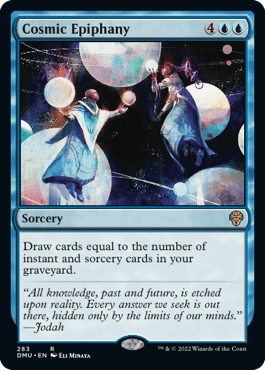 Cosmic Epiphany 4
Sorcery
Draw cards equal to the number of
instant and sorcery cards in your
graveyard.
“All knowledge, past and future, is etched
upon reality. Every answer we seek is out
there, hidden only by the limits of our minds.”
—Jodah
283 R
DMU • EN Eli Minaya
™ & © 2022 Wizards of the Coast